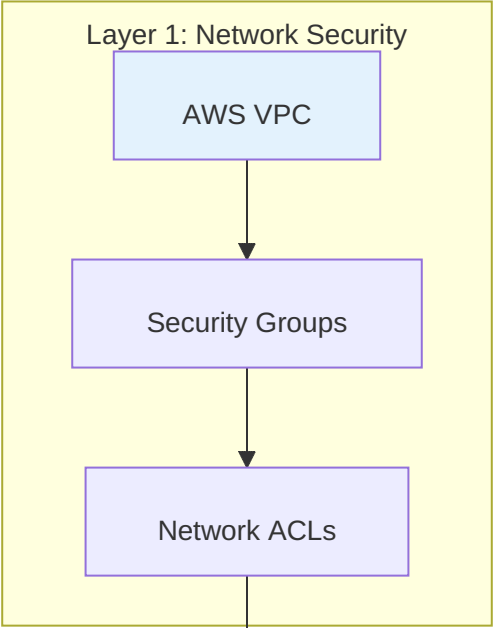 Layer 1: Network Security
AWS VPC
Security Groups
Network ACLs